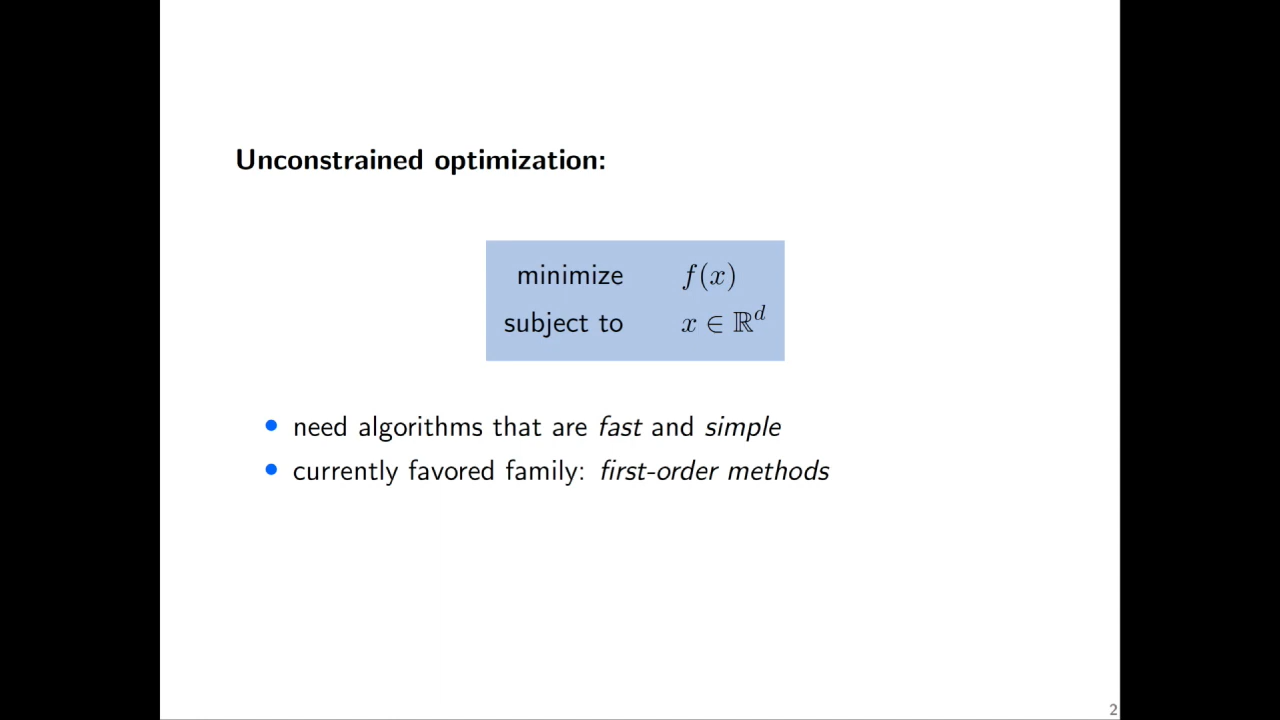 Unconstrained optimization:
minimize f(x)
subject to x ∈ ℝᵈ
• need algorithms that are fast and simple
• currently favored family: first-order methods
2